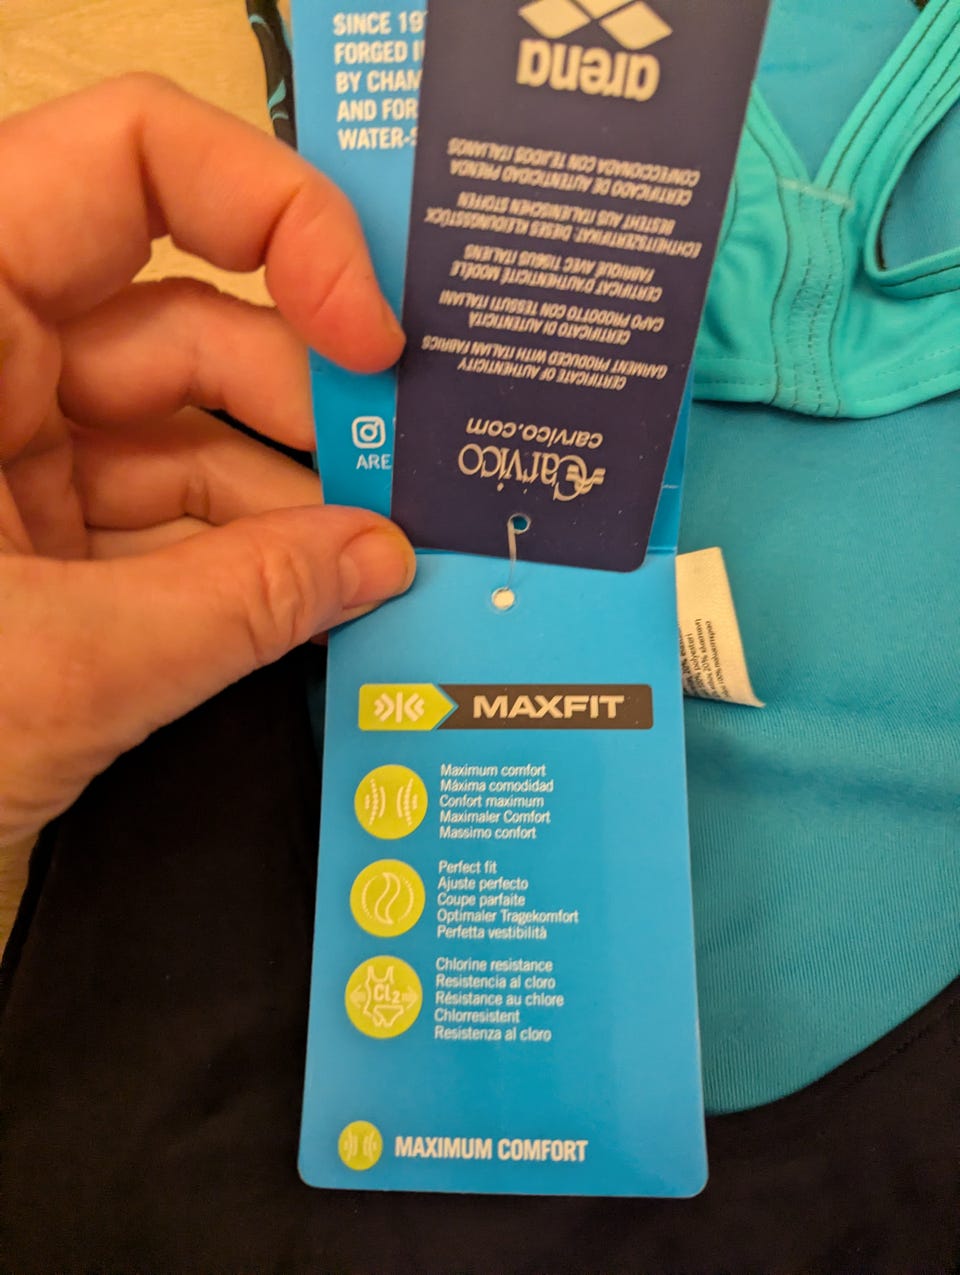 SINCE 19
FORGED I
BY CHAM
AND FOR
WATER-S
ARE
arena
CONFECCIONADA CON TEJIDOS ITALIANOS
CERTIFICADO DE AUTENTICIDAD PRENDA
BESTEHT AUS ITALIENISCHEN STOFFEN
ECHTHEITSZERTIFIKAT. DIESES KLEIDUNGSSTÜCK
FABRIQUÉ AVEC TISSUS ITALIENS
CERTIFICAT D'AUTHENTICITÉ MODÈLE
CAPO PRODOTTO CON TESSUTI ITALIANI
CERTIFICATO DI AUTENTICITÀ
GARMENT PRODUCED WITH ITALIAN FABRICS
CERTIFICATE OF AUTHENTICITY
carvico.com
Carvico
MAXFIT
Maximum comfort
Máxima comodidad
Confort maximum
Maximaler Comfort
Massimo confort
Perfect fit
Ajuste perfecto
Coupe parfaite
Optimaler Tragekomfort
Perfetta vestibilità
Cl2
Chlorine resistance
Resistencia al cloro
Résistance au chlore
Chlorresistent
Resistenza al cloro
MAXIMUM COMFORT